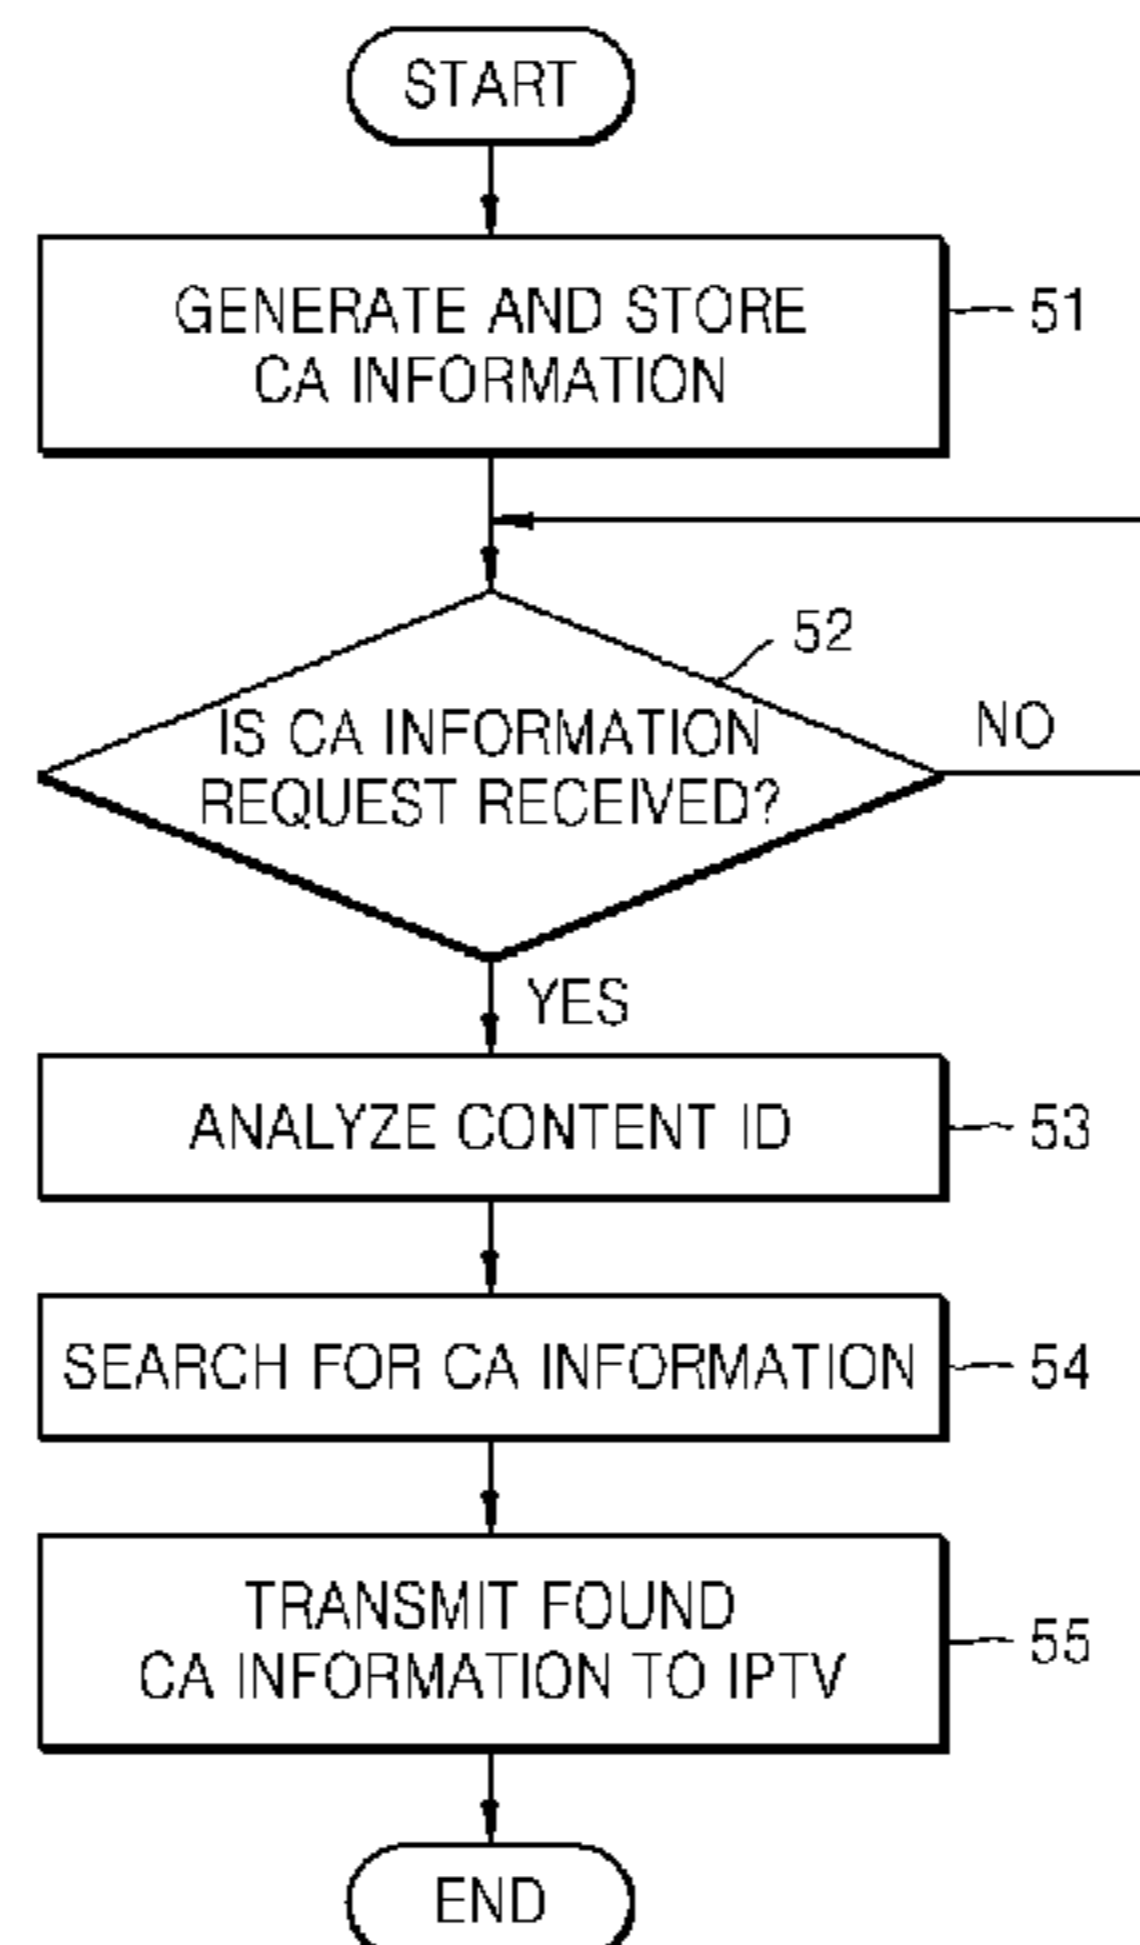 START
GENERATE AND STORE
CA INFORMATION
51
52
IS CA INFORMATION
REQUEST RECEIVED?
NO
YES
ANALYZE CONTENT ID
53
SEARCH FOR CA INFORMATION
54
TRANSMIT FOUND
CA INFORMATION TO IPTV
55
END